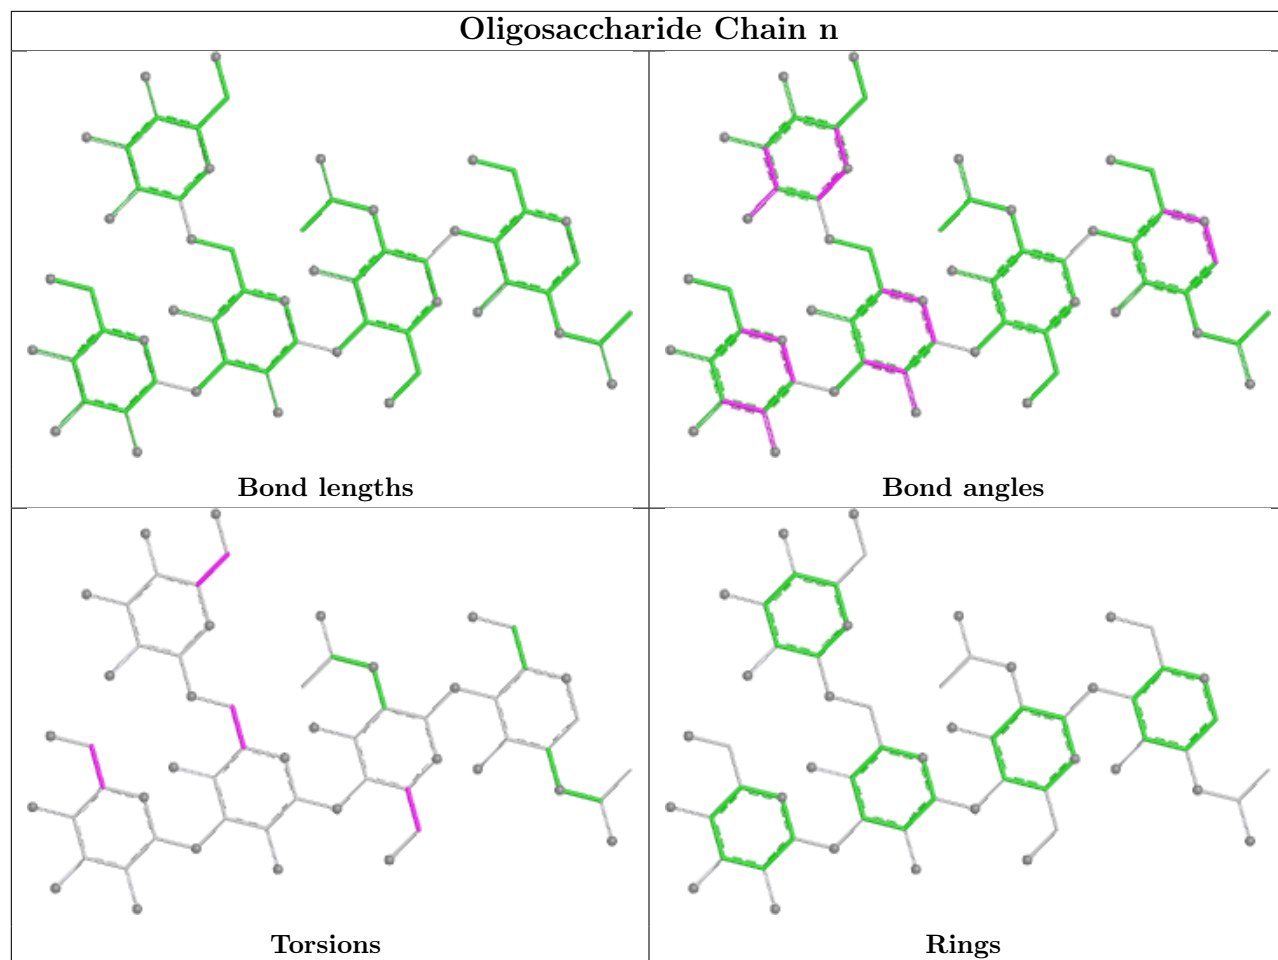 Oligosaccharide Chain n
Bond lengths
Bond angles
Torsions
Rings